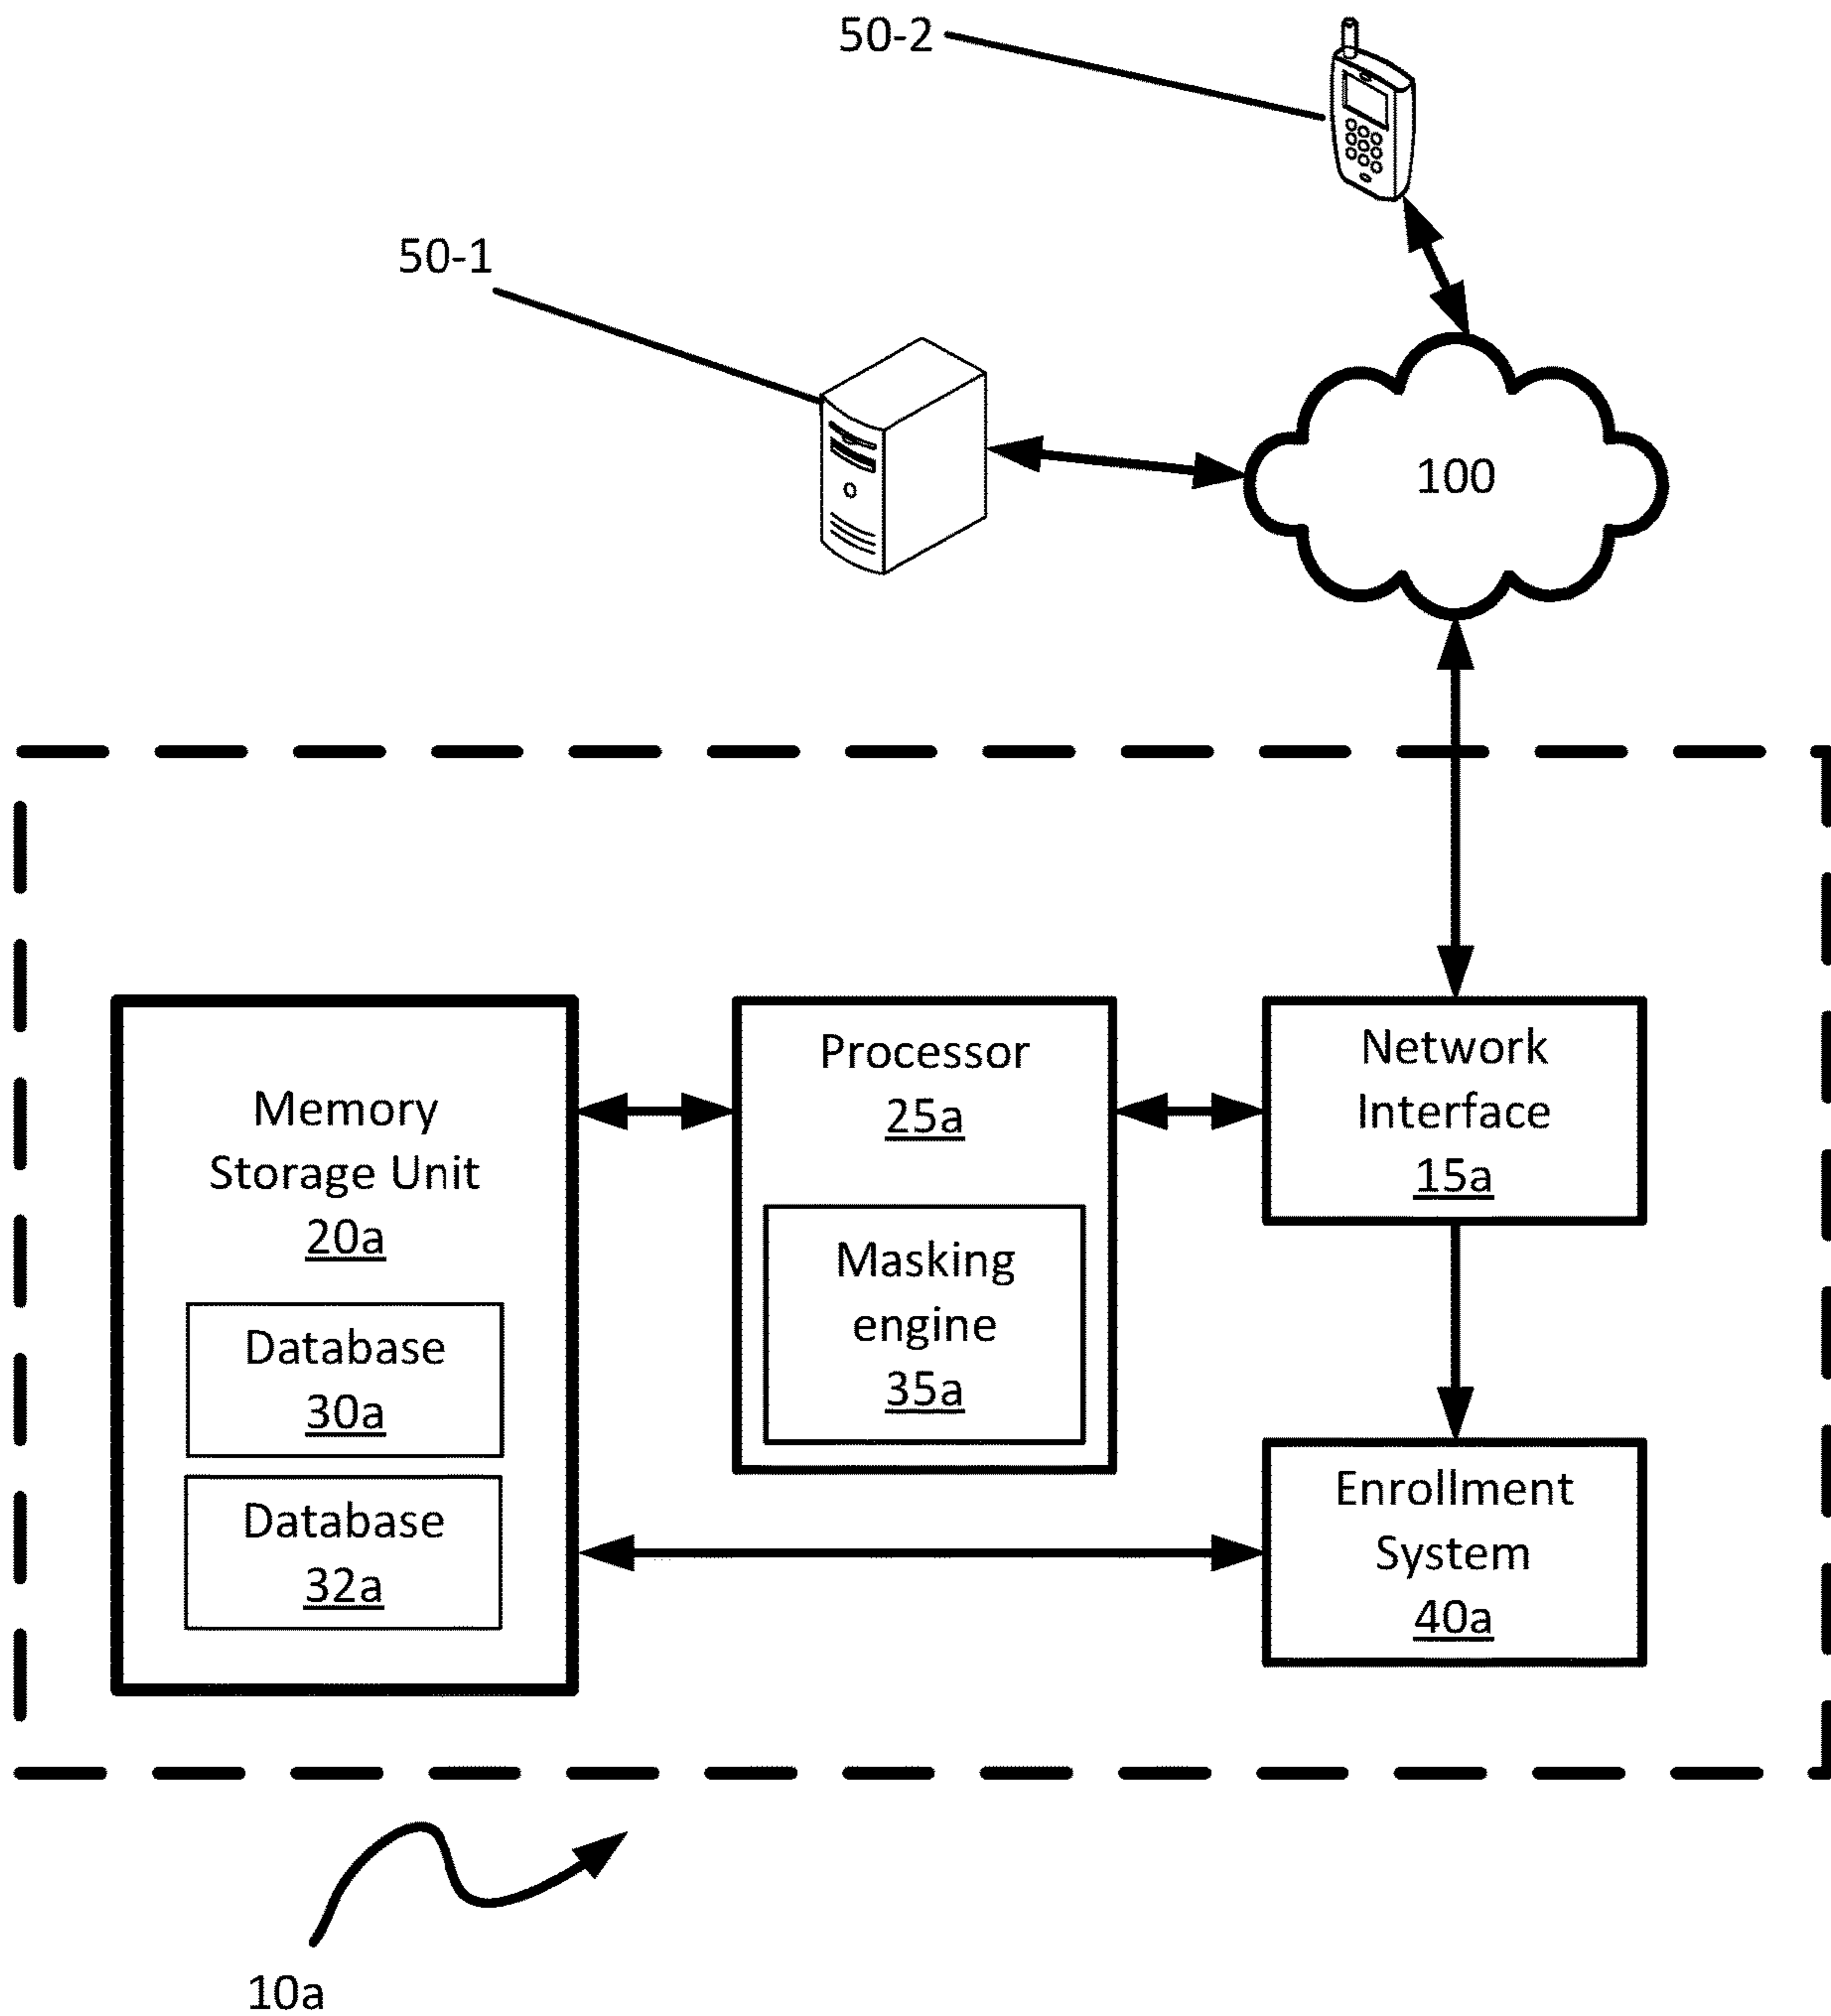 50-2
50-1
100
Memory
Storage Unit
20a
Database
30a
Database
32a
Processor
25a
Masking
engine
35a
Network
Interface
15a
Enrollment
System
40a
10a